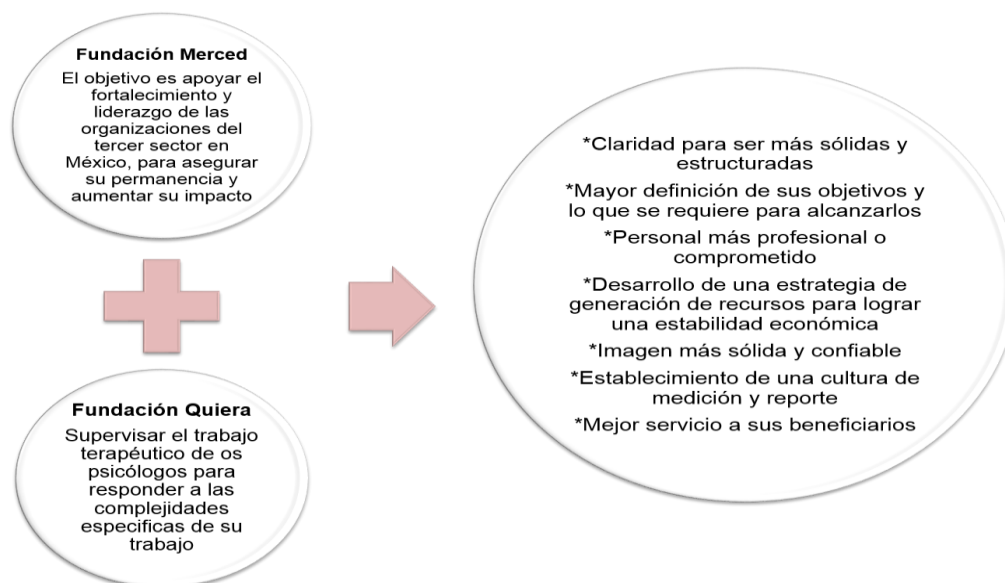 Fundación Merced
El objetivo es apoyar el
fortalecimiento y
liderazgo de las
organizaciones del
tercer sector en
México, para asegurar
su permanencia y
aumentar su impacto
Fundación Quiera
Supervisar el trabajo
terapéutico de os
psicólogos para
responder a las
complejidades
especificas de su
trabajo
*Claridad para ser más sólidas y
estructuradas
*Mayor definición de sus objetivos y
lo que se requiere para alcanzarlos
*Personal más profesional o
comprometido
*Desarrollo de una estrategia de
generación de recursos para lograr
una estabilidad económica
*Imagen más sólida y confiable
*Establecimiento de una cultura de
medición y reporte
*Mejor servicio a sus beneficiarios